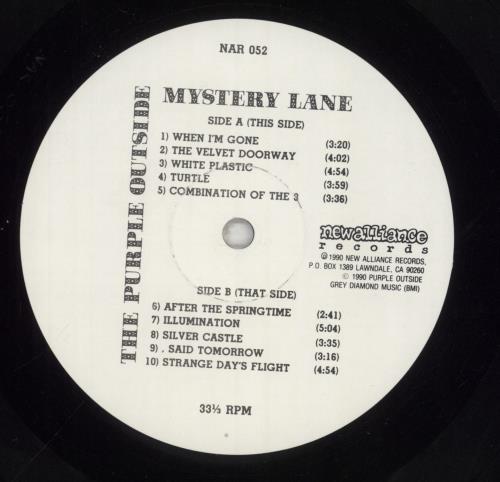 NAR 052
THE PURPLE OUTSIDE
MYSTERY LANE
SIDE A (THIS SIDE)
1) WHEN I'M GONE (3:20)
2) THE VELVET DOORWAY (4:02)
3) WHITE PLASTIC (4:54)
4) TURTLE (3:59)
5) COMBINATION OF THE 3 (3:36)
newalliance
records
℗1990 NEW ALLIANCE RECORDS,
P.O. BOX 1389 LAWNDALE, CA 90260
© 1990 PURPLE OUTSIDE
GREY DIAMOND MUSIC (BMI)
SIDE B (THAT SIDE)
6) AFTER THE SPRINGTIME (2:41)
7) ILLUMINATION (5:04)
8) SILVER CASTLE (3:35)
9) . SAID TOMORROW (3:16)
10) STRANGE DAY'S FLIGHT (4:54)
33⅓ RPM